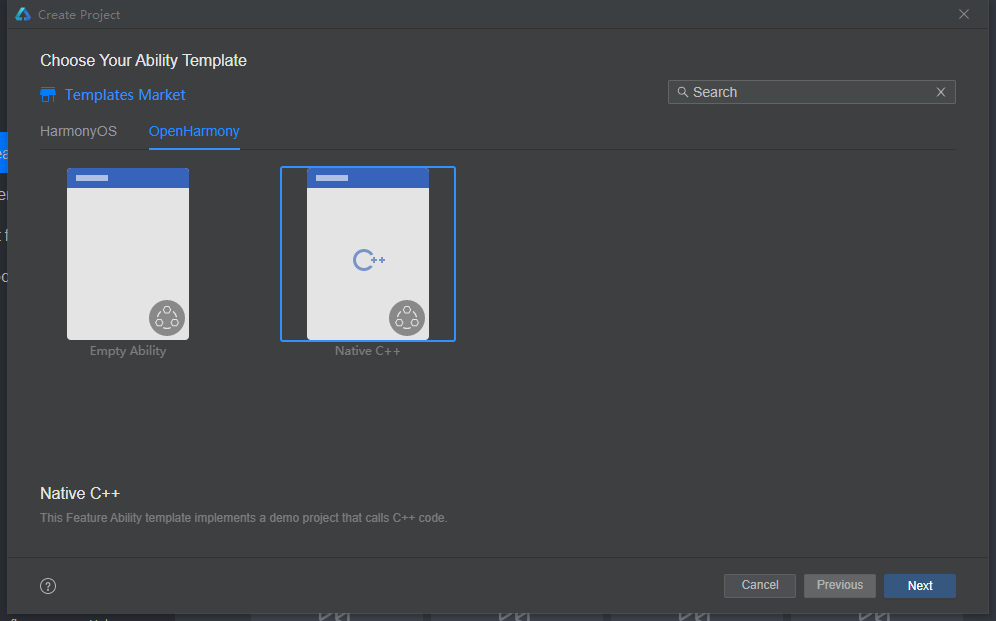 Create Project
Choose Your Ability Template
Templates Market
Search
HarmonyOS
OpenHarmony
C++
Empty Ability
Native C++
Native C++
This Feature Ability template implements a demo project that calls C++ code.
?
Cancel
Previous
Next